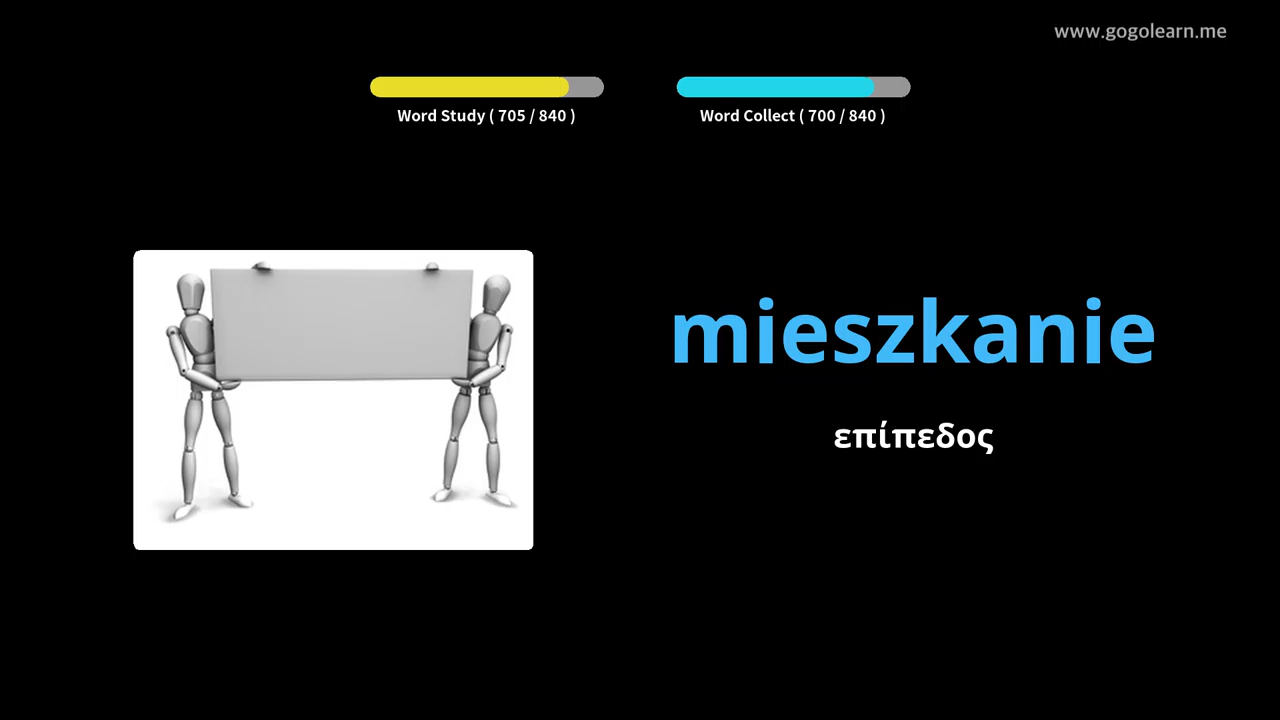 www.gogolearn.me
Word Study ( 705 / 840 )
Word Collect ( 700 / 840 )
mieszkanie
επίπεδος